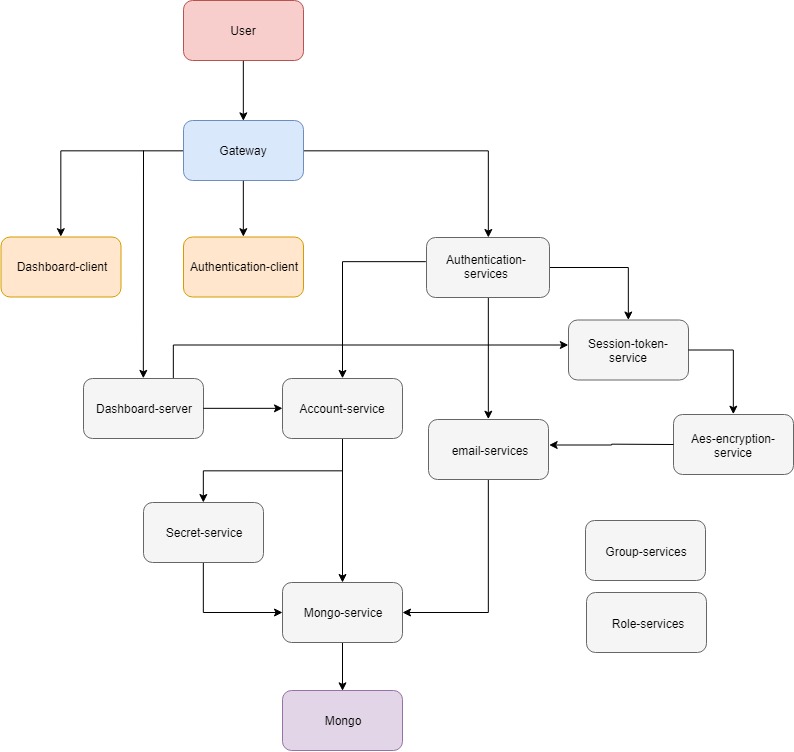 User
Gateway
Dashboard-client
Authentication-client
Authentication-
services
Session-token-
service
Dashboard-server
Account-service
email-services
Aes-encryption-
service
Secret-service
Group-services
Mongo-service
Role-services
Mongo